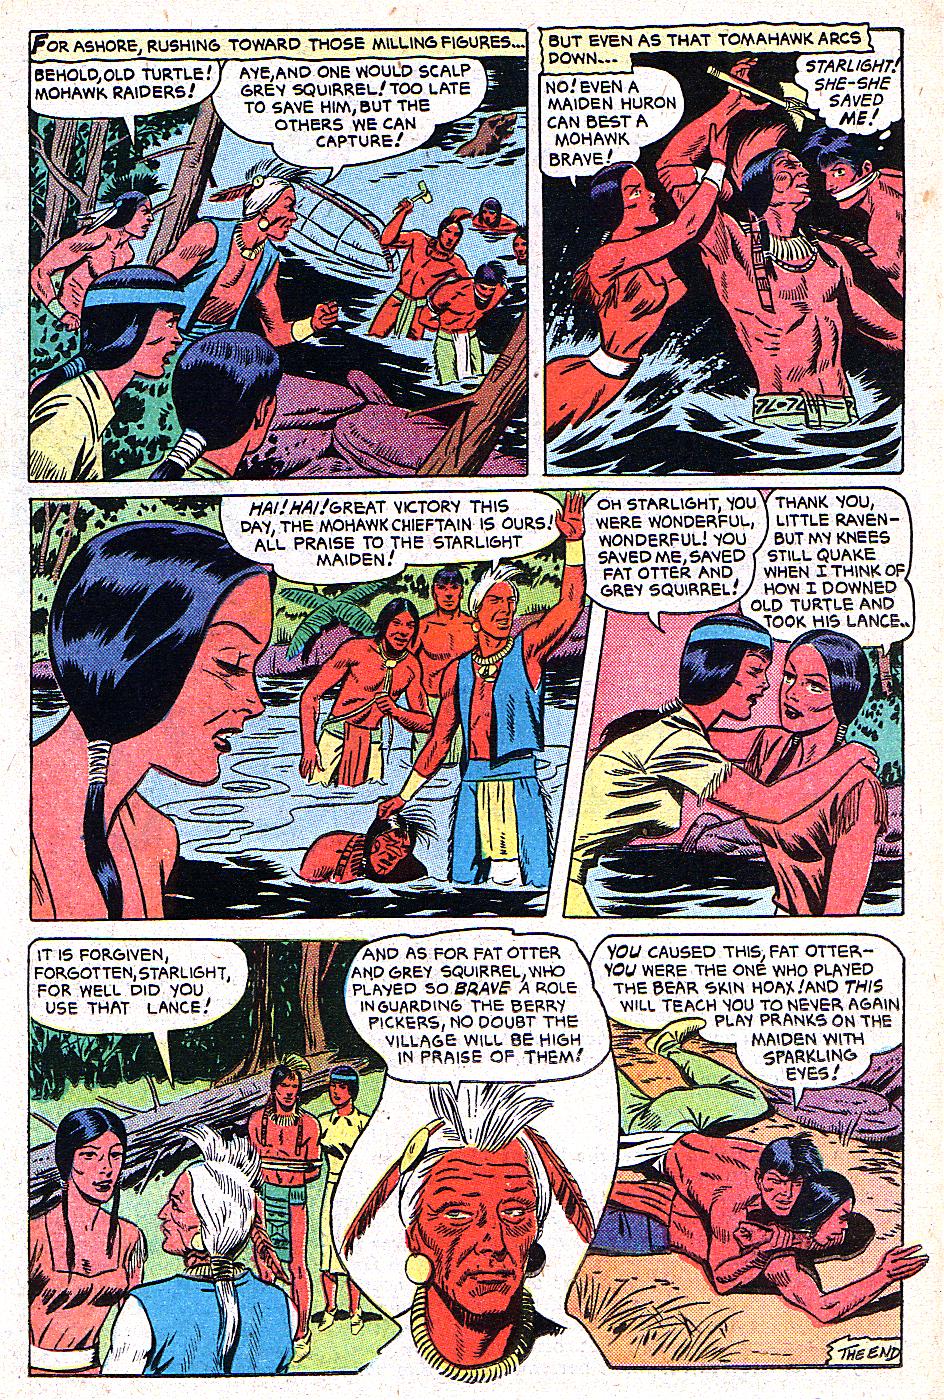 FOR ASHORE, RUSHING TOWARD THOSE MILLING FIGURES...
BEHOLD, OLD TURTLE!
MOHAWK RAIDERS!
AYE, AND ONE WOULD SCALP
GREY SQUIRREL! TOO LATE
TO SAVE HIM, BUT THE
OTHERS WE CAN
CAPTURE!
BUT EVEN AS THAT TOMAHAWK ARCS
DOWN...
NO! EVEN A
MAIDEN HURON
CAN BEST A
MOHAWK
BRAVE!
STARLIGHT!
SHE-SHE
SAVED
ME!
HAI! HAI! GREAT VICTORY THIS
DAY, THE MOHAWK CHIEFTAIN IS OURS!
ALL PRAISE TO THE STARLIGHT
MAIDEN!
OH STARLIGHT, YOU
WERE WONDERFUL,
WONDERFUL! YOU
SAVED ME, SAVED
FAT OTTER AND
GREY SQUIRREL!
THANK YOU,
LITTLE RAVEN-
BUT MY KNEES
STILL QUAKE
WHEN I THINK OF
HOW I DOWNED
OLD TURTLE AND
TOOK HIS LANCE..
IT IS FORGIVEN,
FORGOTTEN, STARLIGHT,
FOR WELL DID YOU
USE THAT LANCE!
AND AS FOR FAT OTTER
AND GREY SQUIRREL, WHO
PLAYED SO BRAVE A ROLE
IN GUARDING THE BERRY
PICKERS, NO DOUBT THE
VILLAGE WILL BE HIGH
IN PRAISE OF THEM!
YOU CAUSED THIS, FAT OTTER-
YOU WERE THE ONE WHO PLAYED
THE BEAR SKIN HOAX! AND THIS
WILL TEACH YOU TO NEVER AGAIN
PLAY PRANKS ON THE
MAIDEN WITH
SPARKLING
EYES!
THE END